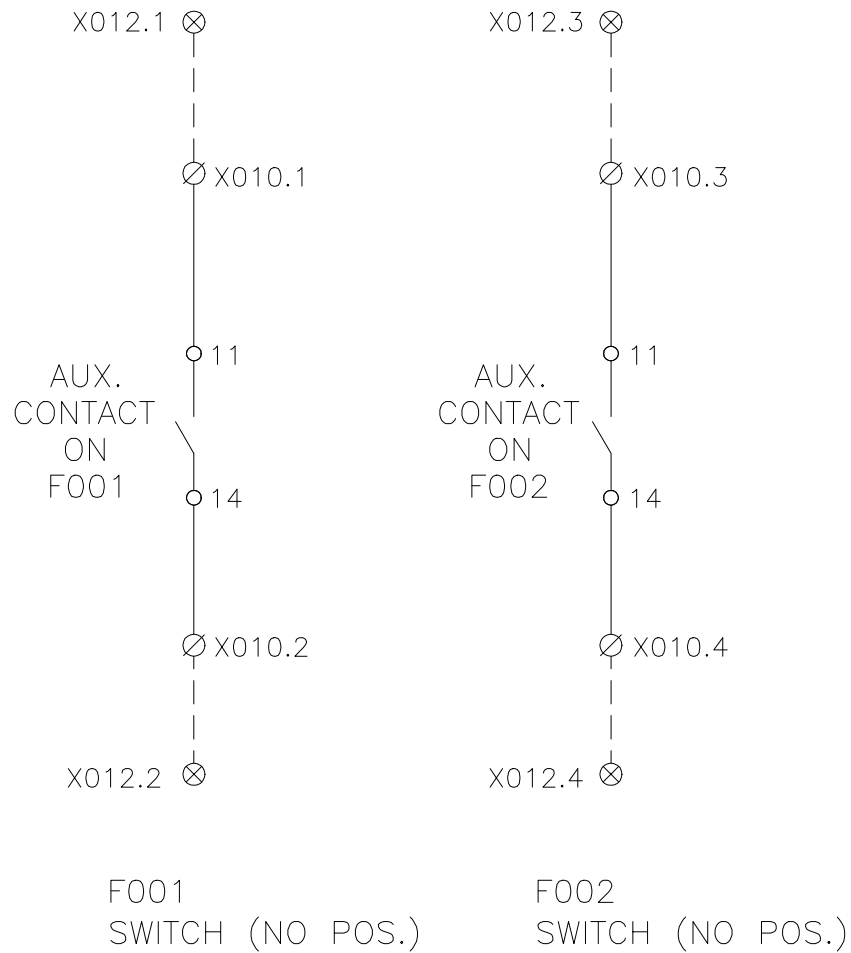 X012.1
X010.1
11
AUX.
CONTACT
ON
F001
14
X010.2
X012.2
F001
SWITCH (NO POS.)
X012.3
X010.3
11
AUX.
CONTACT
ON
F002
14
X010.4
X012.4
F002
SWITCH (NO POS.)